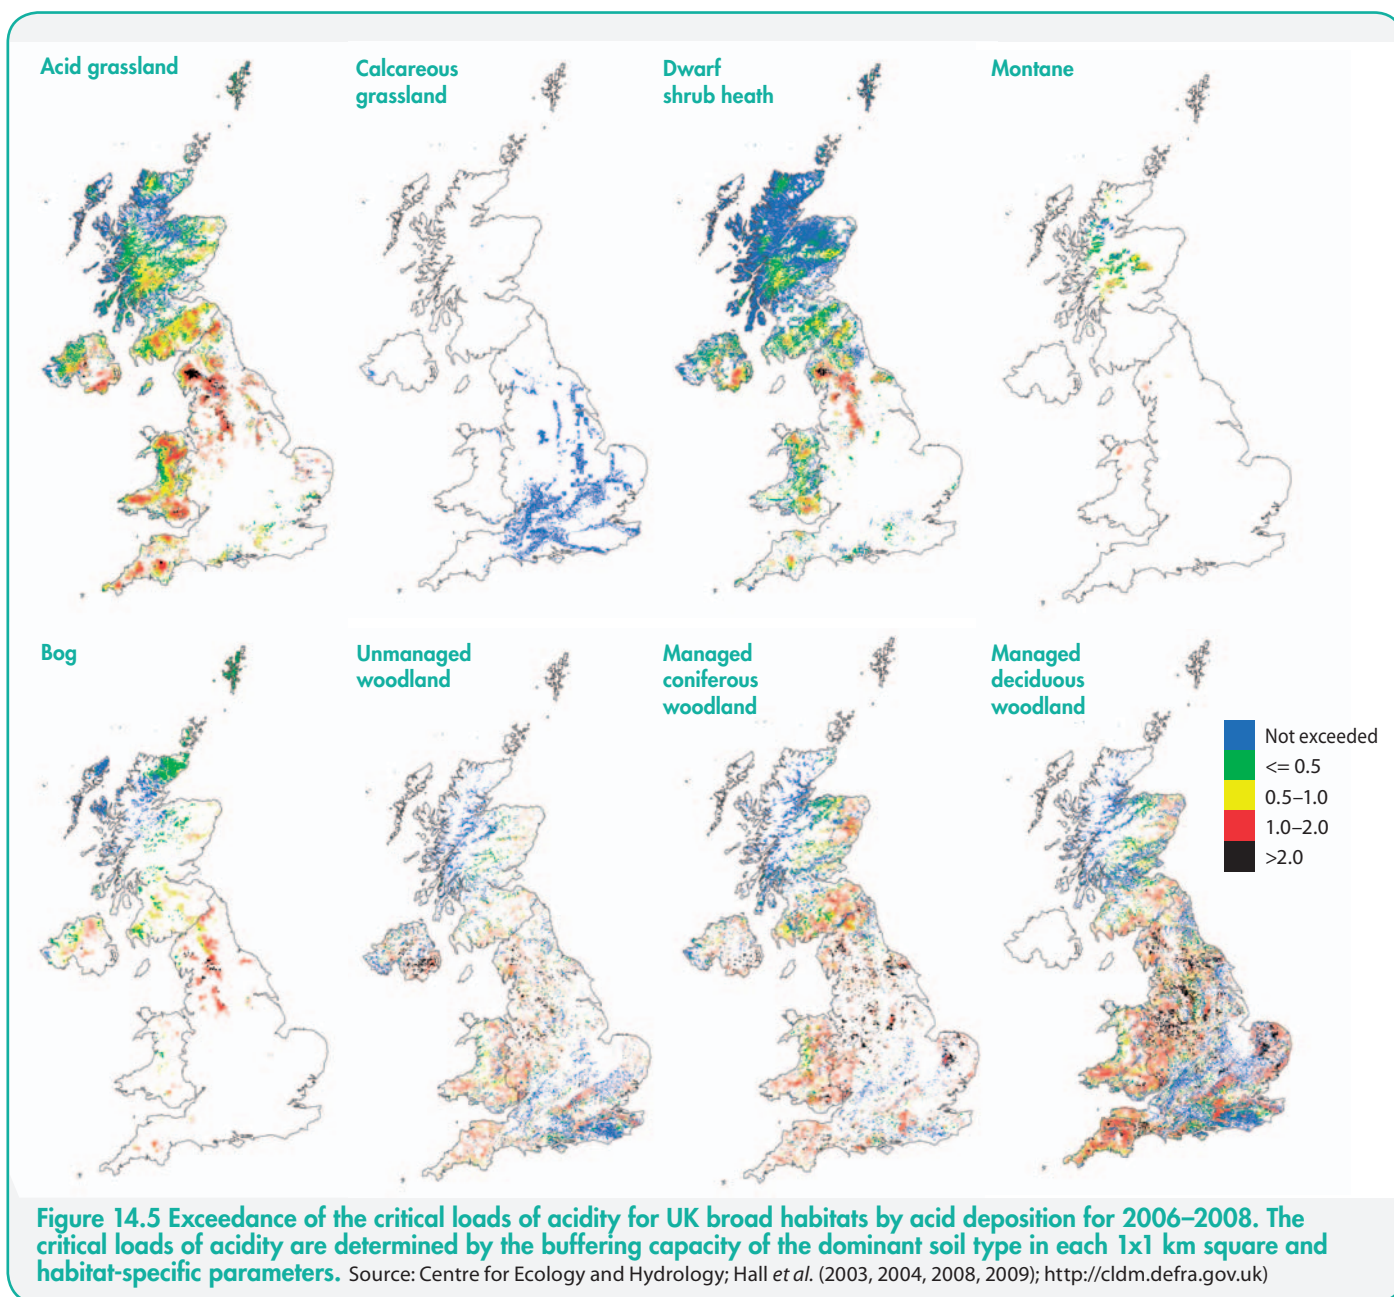 Acid grassland
Calcareous
grassland
Dwarf
shrub heath
Montane
Bog
Unmanaged
woodland
Managed
coniferous
woodland
Managed
deciduous
woodland
Not exceeded
<= 0.5
0.5–1.0
1.0–2.0
>2.0
Figure 14.5 Exceedance of the critical loads of acidity for UK broad habitats by acid deposition for 2006–2008. The
critical loads of acidity are determined by the buffering capacity of the dominant soil type in each 1x1 km square and
habitat-specific parameters. Source: Centre for Ecology and Hydrology; Hall et al. (2003, 2004, 2008, 2009); http://cldm.defra.gov.uk)